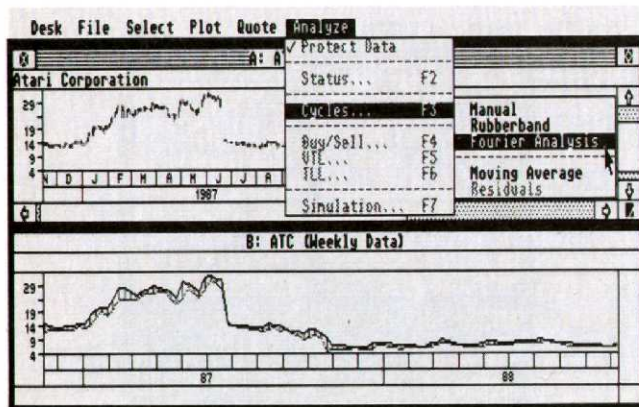 Desk File Select Plot Quote Analyze
A: A
Atari Corporation
29
19
14
9
4
N D J F M A M J J A
1987
✓ Protect Data
Status... F2
Cycles... F3
Buy/Sell... F4
VTL... F5
TLL... F6
Simulation... F7
Manual
Rubberband
Fourier Analysis
Moving Average
Residuals
B: ATC (Weekly Data)
29
19
14
9
4
87
88